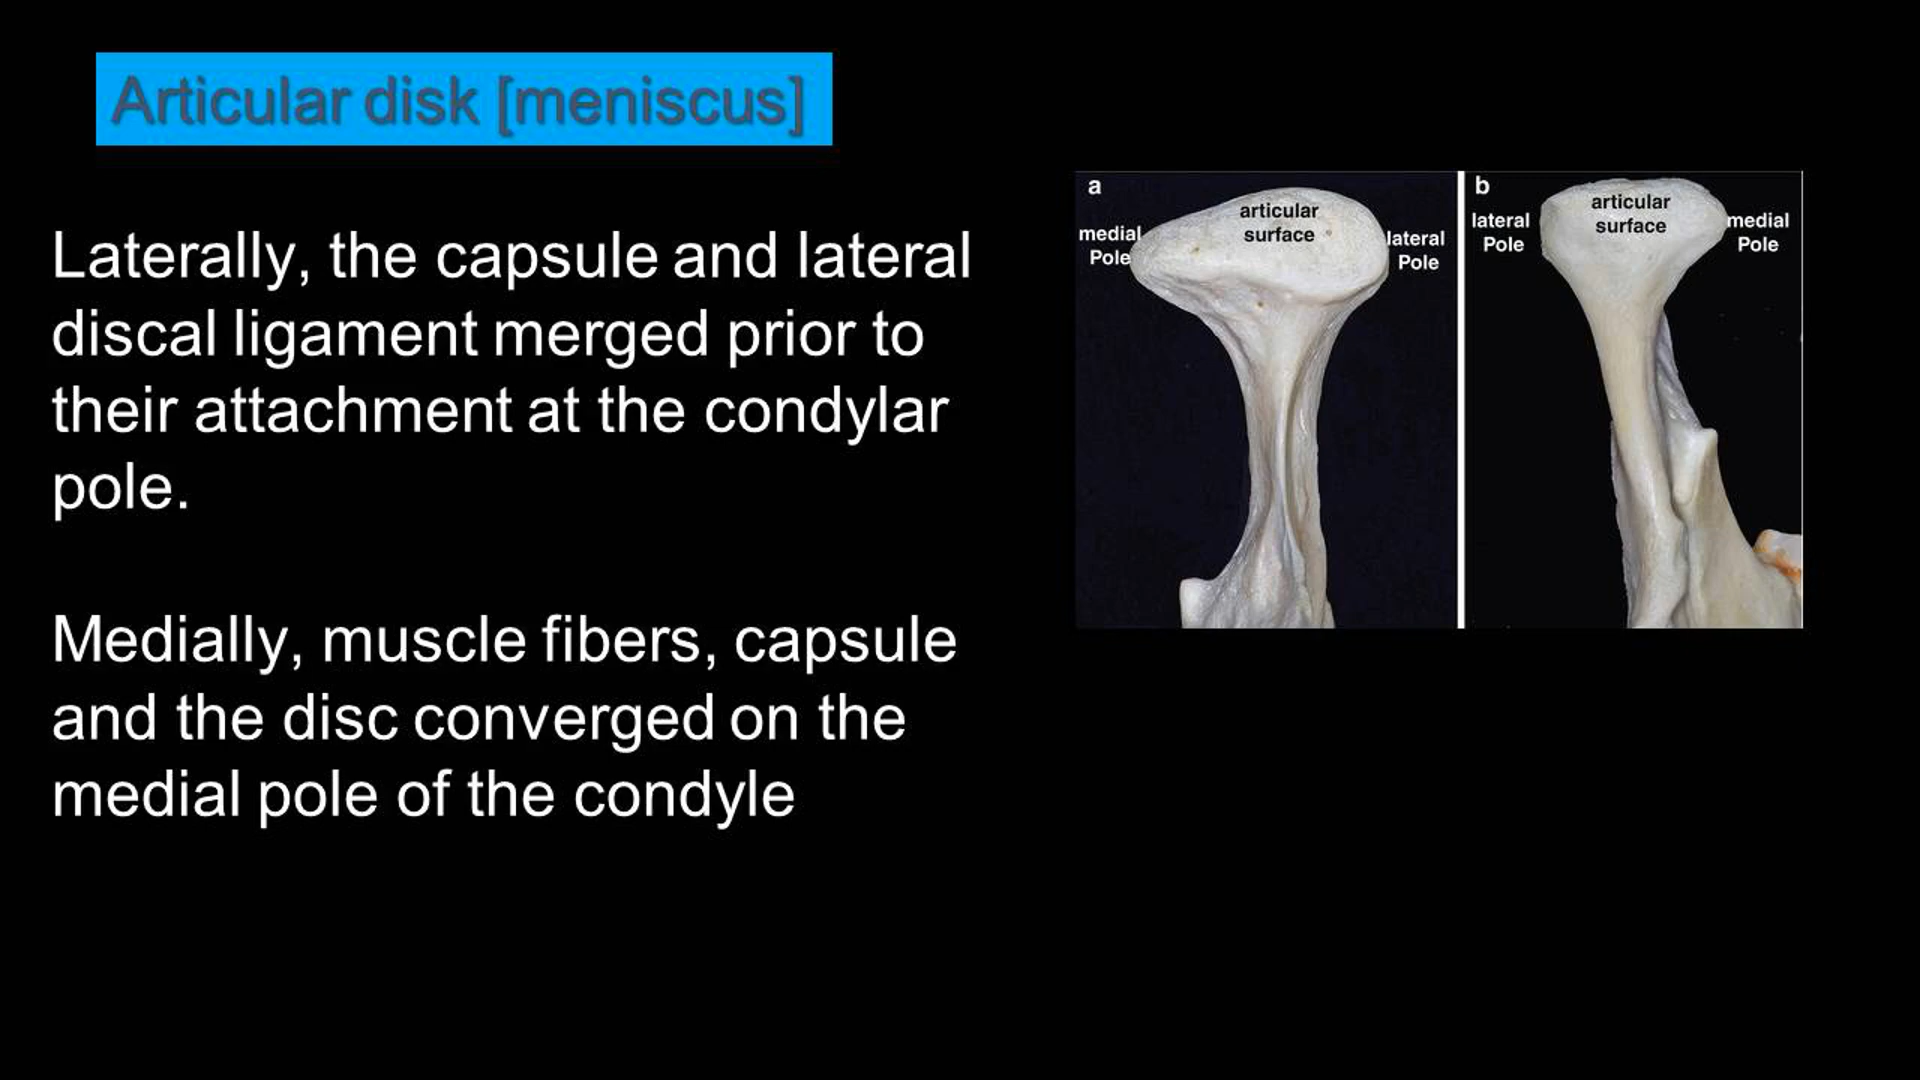 Articular disk [meniscus]
Laterally, the capsule and lateral
discal ligament merged prior to
their attachment at the condylar
pole.
Medially, muscle fibers, capsule
and the disc converged on the
medial pole of the condyle
a
medial
Pole
articular
surface
lateral
Pole
b
lateral
Pole
articular
surface
medial
Pole